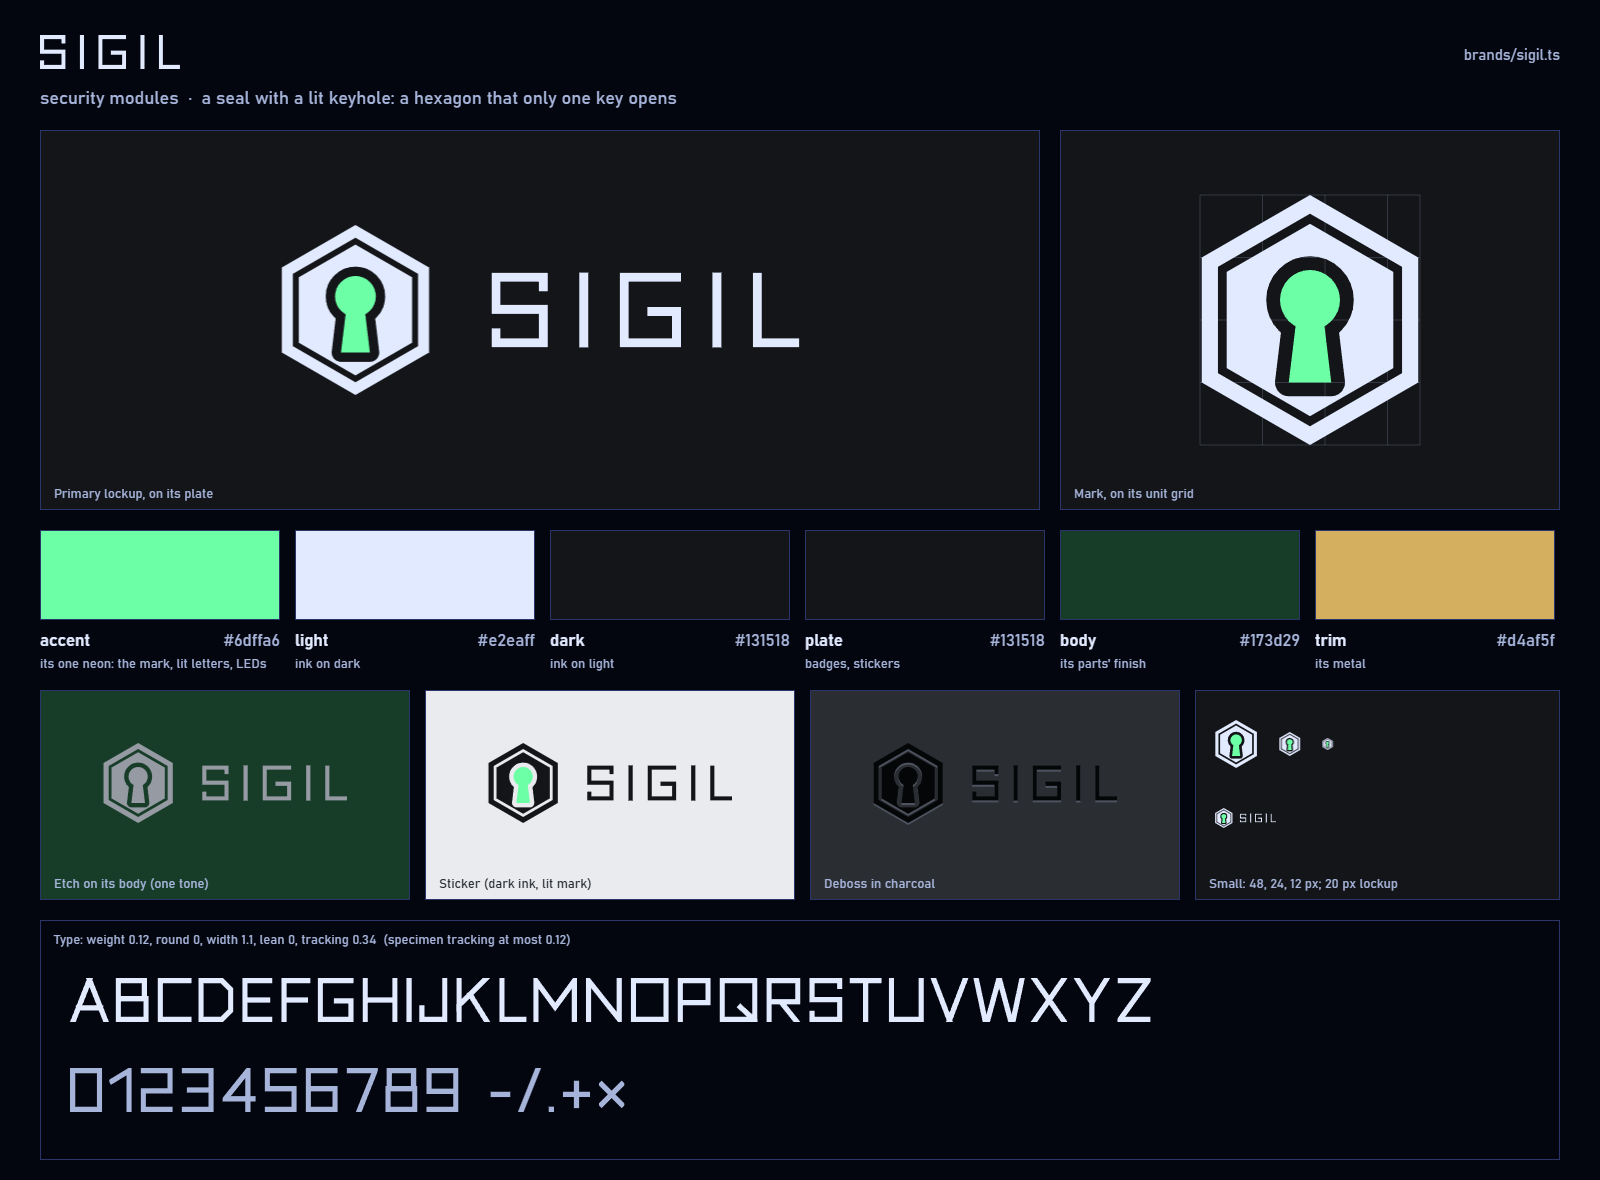 SIGIL
brands/sigil.ts
security modules · a seal with a lit keyhole: a hexagon that only one key opens
SIGIL
Primary lockup, on its plate
Mark, on its unit grid
accent #6dffa6
its one neon: the mark, lit letters, LEDs
light #e2eaff
ink on dark
dark #131518
ink on light
plate #131518
badges, stickers
body #173d29
its parts' finish
trim #d4af5f
its metal
SIGIL
Etch on its body (one tone)
SIGIL
Sticker (dark ink, lit mark)
SIGIL
Deboss in charcoal
SIGIL
Small: 48, 24, 12 px; 20 px lockup
Type: weight 0.12, round 0, width 1.1, lean 0, tracking 0.34 (specimen tracking at most 0.12)
ABCDEFGHIJKLMNOPQRSTUVWXYZ
0123456789 -/.+×